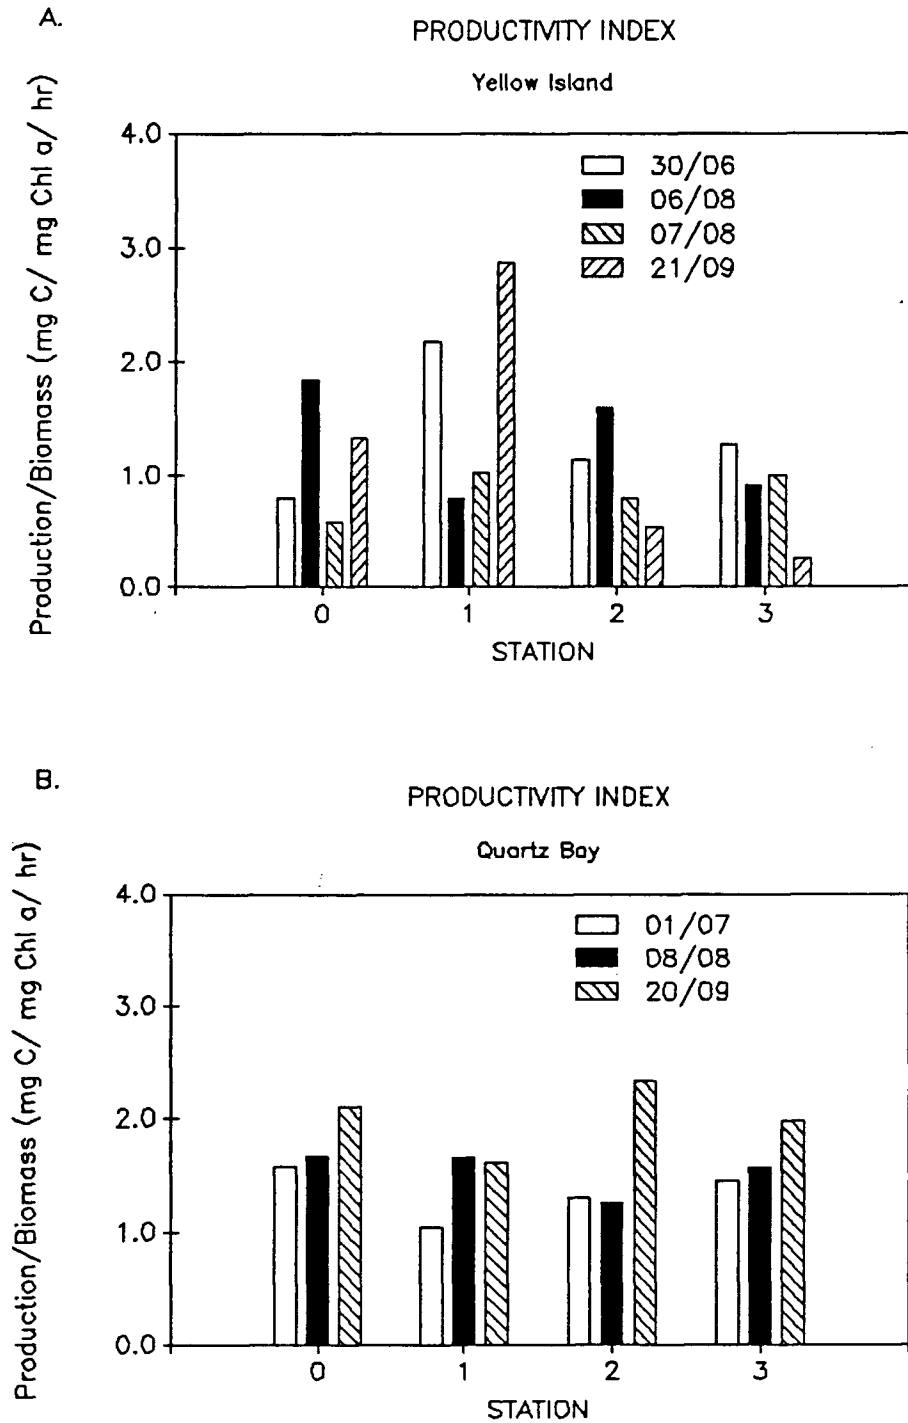 A.
PRODUCTIVITY INDEX
Yellow Island
Production/Biomass (mg C/ mg Chl a/ hr)
4.0
3.0
2.0
1.0
0.0
30/06
06/08
07/08
21/09
0 1 2 3
STATION
B.
PRODUCTIVITY INDEX
Quartz Bay
Production/Biomass (mg C/ mg Chl a/ hr)
4.0
3.0
2.0
1.0
0.0
01/07
08/08
20/09
0 1 2 3
STATION